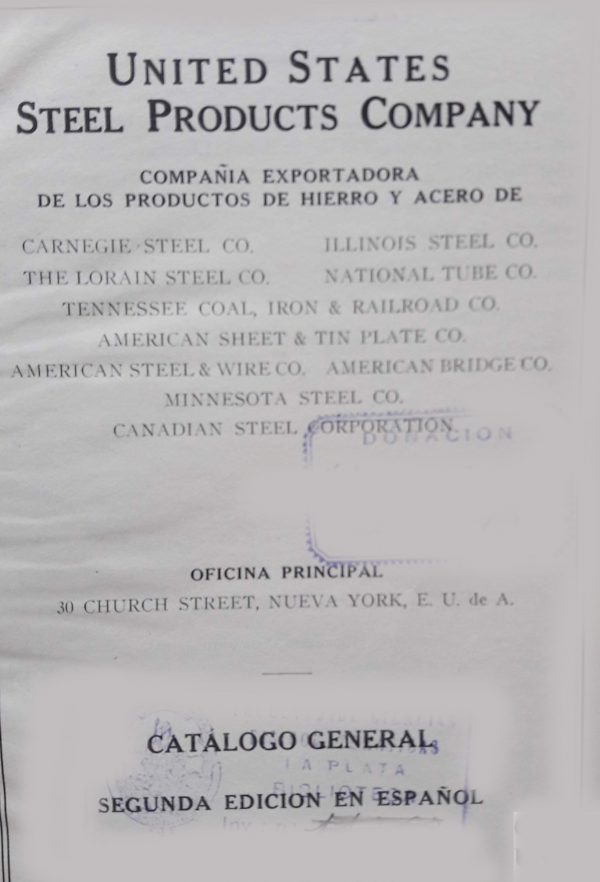 UNITED STATES
STEEL PRODUCTS COMPANY
COMPAÑIA EXPORTADORA
DE LOS PRODUCTOS DE HIERRO Y ACERO DE
CARNEGIE STEEL CO. ILLINOIS STEEL CO.
THE LORAIN STEEL CO. NATIONAL TUBE CO.
TENNESSEE COAL, IRON & RAILROAD CO.
AMERICAN SHEET & TIN PLATE CO.
AMERICAN STEEL & WIRE CO. AMERICAN BRIDGE CO.
MINNESOTA STEEL CO.
CANADIAN STEEL CORPORATION
DONACION
OFICINA PRINCIPAL
30 CHURCH STREET, NUEVA YORK, E. U. de A.
CATÁLOGO GENERAL
LA PLATA
BIBLIOTECA
SEGUNDA EDICION EN ESPAÑOL